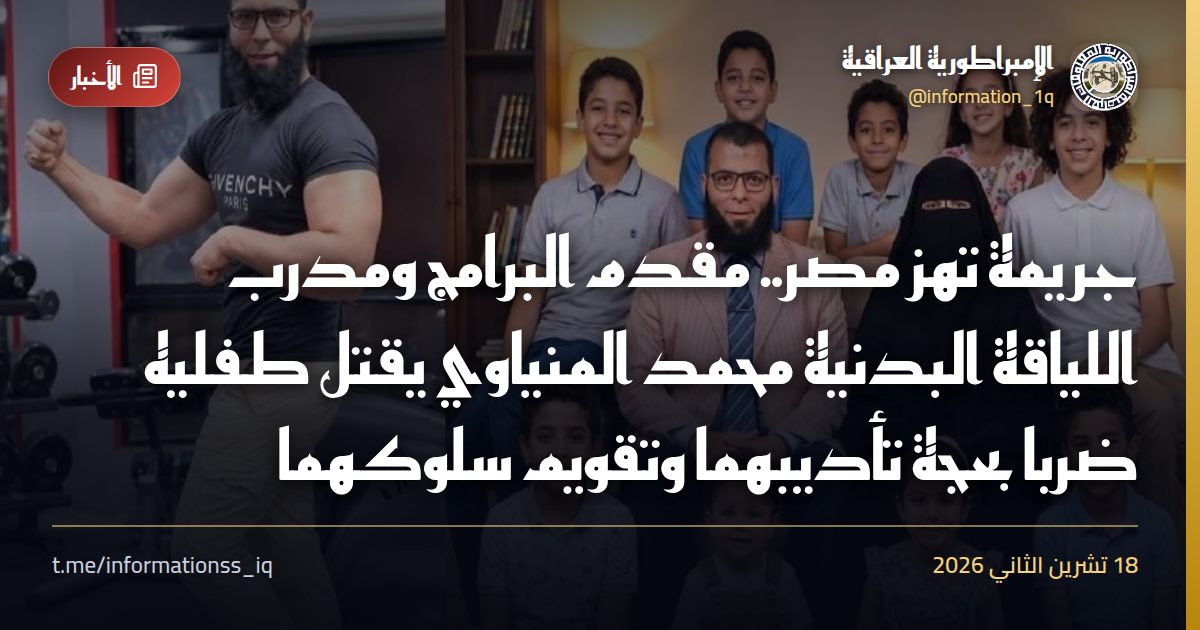 الإمبراطورية العراقية
@information_1q
الأخبار
GIVENCHY
PARIS
جريمة تهز مصر.. مقدم البرامج ومدرب
اللياقة البدنية محمد المنياوي يقتل طفليه
ضربا بحجة تأديبهما وتقويم سلوكهما
18 تشرين الثاني 2026
t.me/informationss_iq